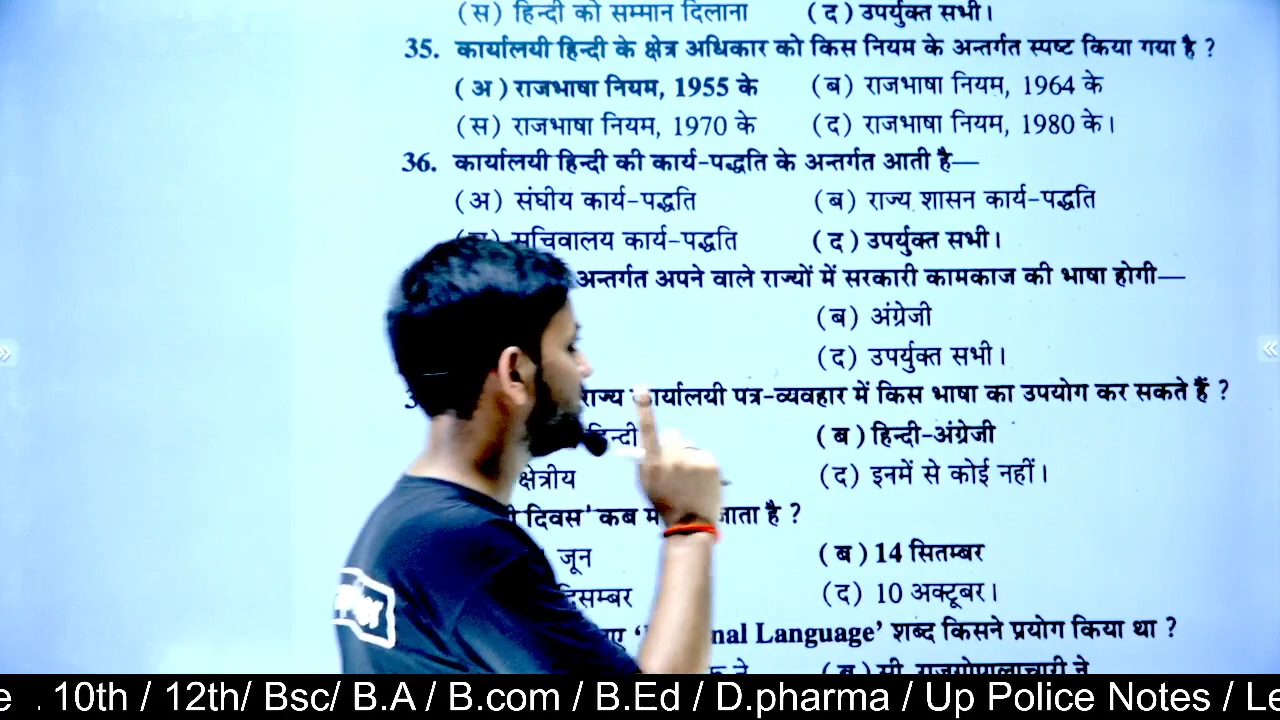 (स) हिन्दी को सम्मान दिलाना (द) उपर्युक्त सभी।
35. कार्यालयी हिन्दी के क्षेत्र अधिकार को किस नियम के अन्तर्गत स्पष्ट किया गया है ?
(अ) राजभाषा नियम, 1955 के (ब) राजभाषा नियम, 1964 के
(स) राजभाषा नियम, 1970 के (द) राजभाषा नियम, 1980 के।
36. कार्यालयी हिन्दी की कार्य-पद्धति के अन्तर्गत आती है—
(अ) संघीय कार्य-पद्धति (ब) राज्य शासन कार्य-पद्धति
सचिवालय कार्य-पद्धति (द) उपर्युक्त सभी।
अन्तर्गत अपने वाले राज्यों में सरकारी कामकाज की भाषा होगी—
(ब) अंग्रेजी
(द) उपर्युक्त सभी।
राज्य पत्र-व्यवहार में किस भाषा का उपयोग कर सकते हैं ?
हिन्दी (ब) हिन्दी-अंग्रेजी
क्षेत्रीय (द) इनमें से कोई नहीं।
दिवस' कब जाता है ?
जून (ब) 14 सितम्बर
(द) 10 अक्टूबर।
Language' शब्द किसने प्रयोग किया था ?
ने (ब) सी. राजगोपालाचारी ने
e . 10th / 12th/ Bsc/ B.A / B.com / B.Ed / D.pharma / Up Police Notes / Le